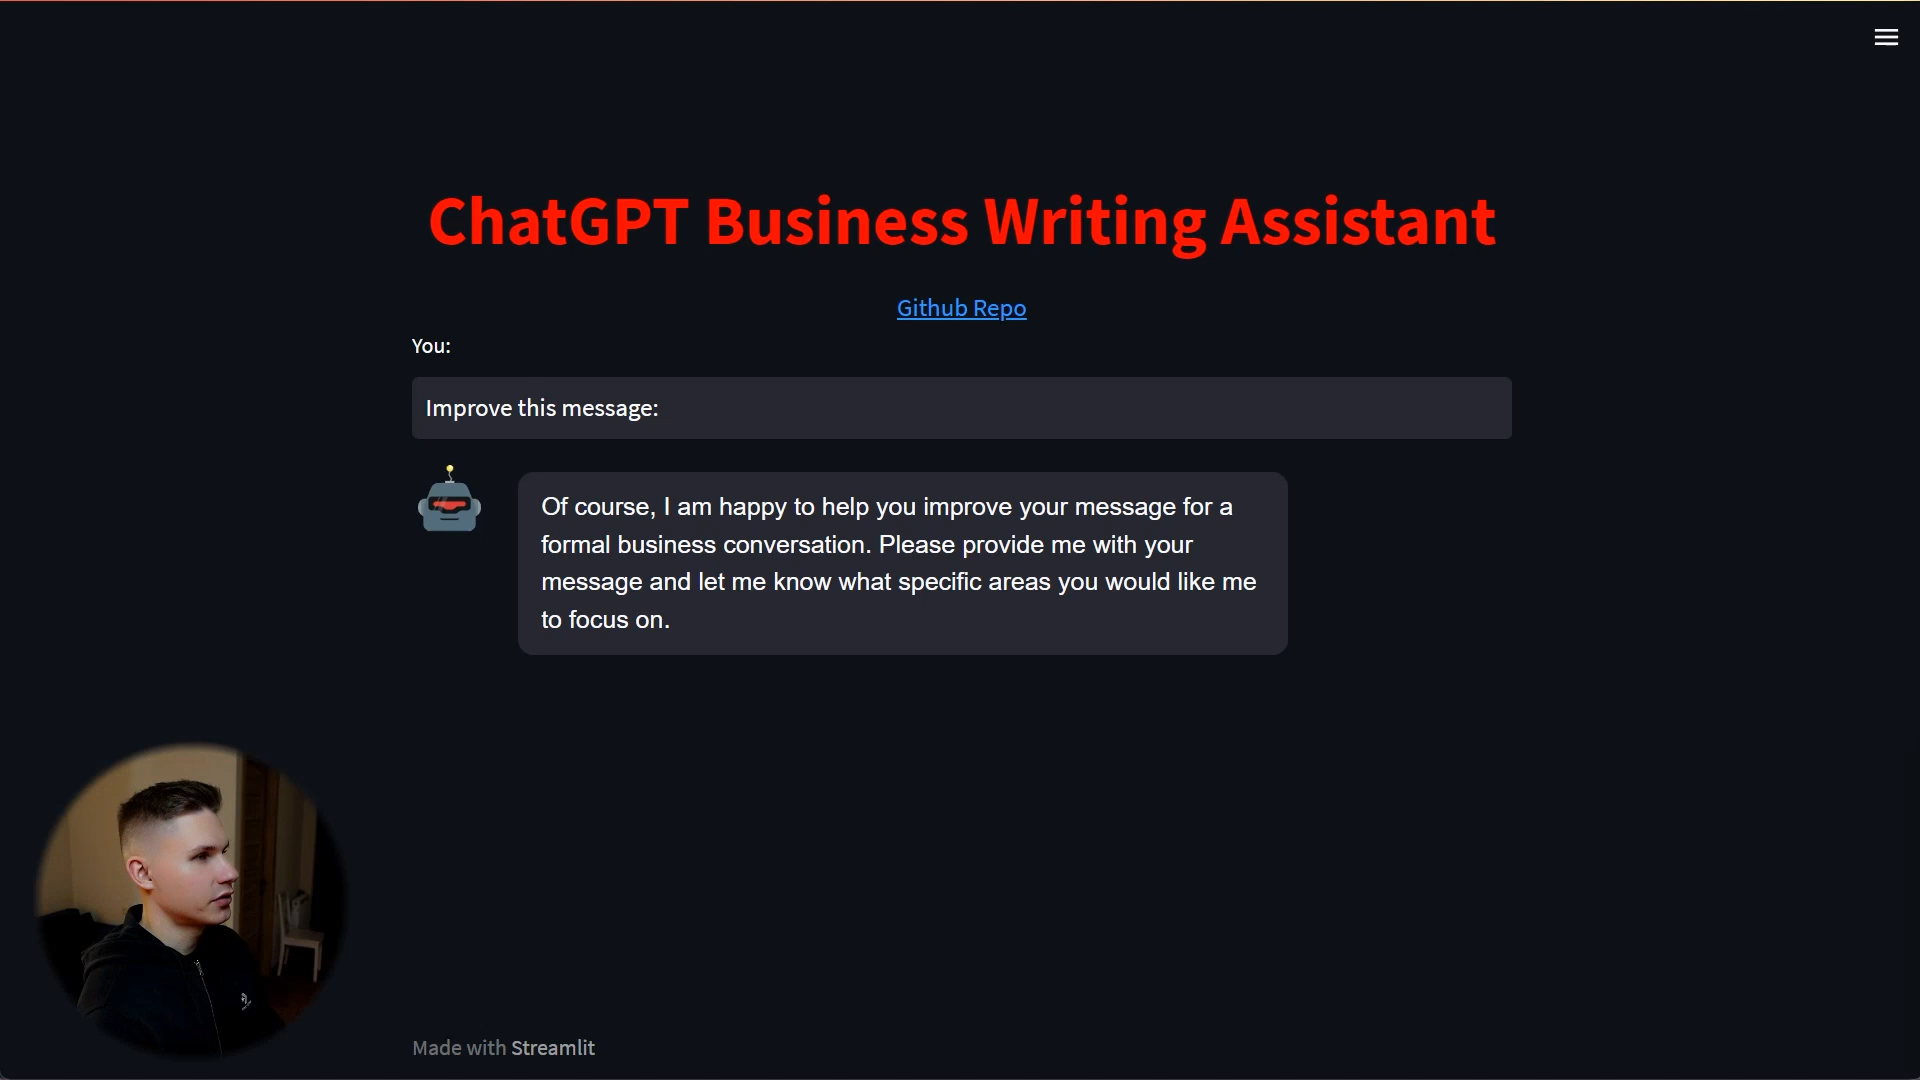 ChatGPT Business Writing Assistant
Github Repo
You:
Improve this message:
Of course, I am happy to help you improve your message for a
formal business conversation. Please provide me with your
message and let me know what specific areas you would like me
to focus on.
Made with Streamlit